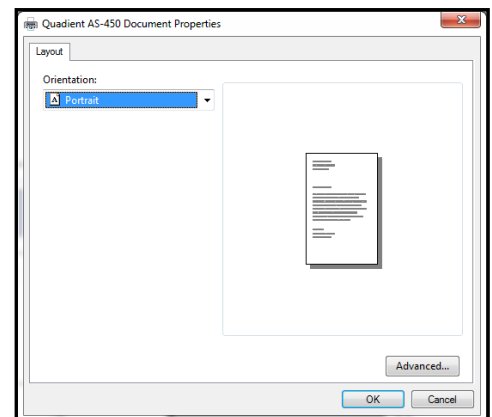 Quadient AS-450 Document Properties
Layout
Orientation:
A Portrait
Advanced...
OK Cancel